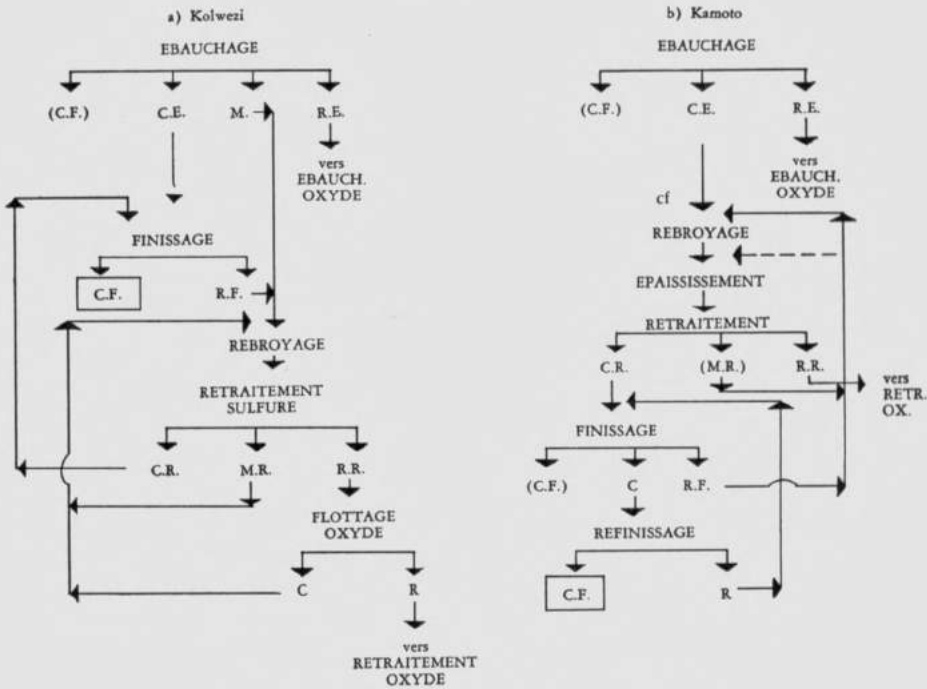 a) Kolwezi
EBAUCHAGE
(C.F.)
C.E.
M.
R.E.
vers
EBAUCH.
OXYDE
FINISSAGE
C.F.
R.F.
REBROYAGE
RETRAITEMENT
SULFURE
C.R.
M.R.
R.R.
FLOTTAGE
OXYDE
C
R
vers
RETRAITEMENT
OXYDE
b) Kamoto
EBAUCHAGE
(C.F.)
C.E.
R.E.
vers
EBAUCH.
OXYDE
cf
REBROYAGE
EPAISSISSEMENT
RETRAITEMENT
C.R.
(M.R.)
R.R.
vers
RETR.
OX.
FINISSAGE
(C.F.)
C
R.F.
REFINISSAGE
C.F.
R